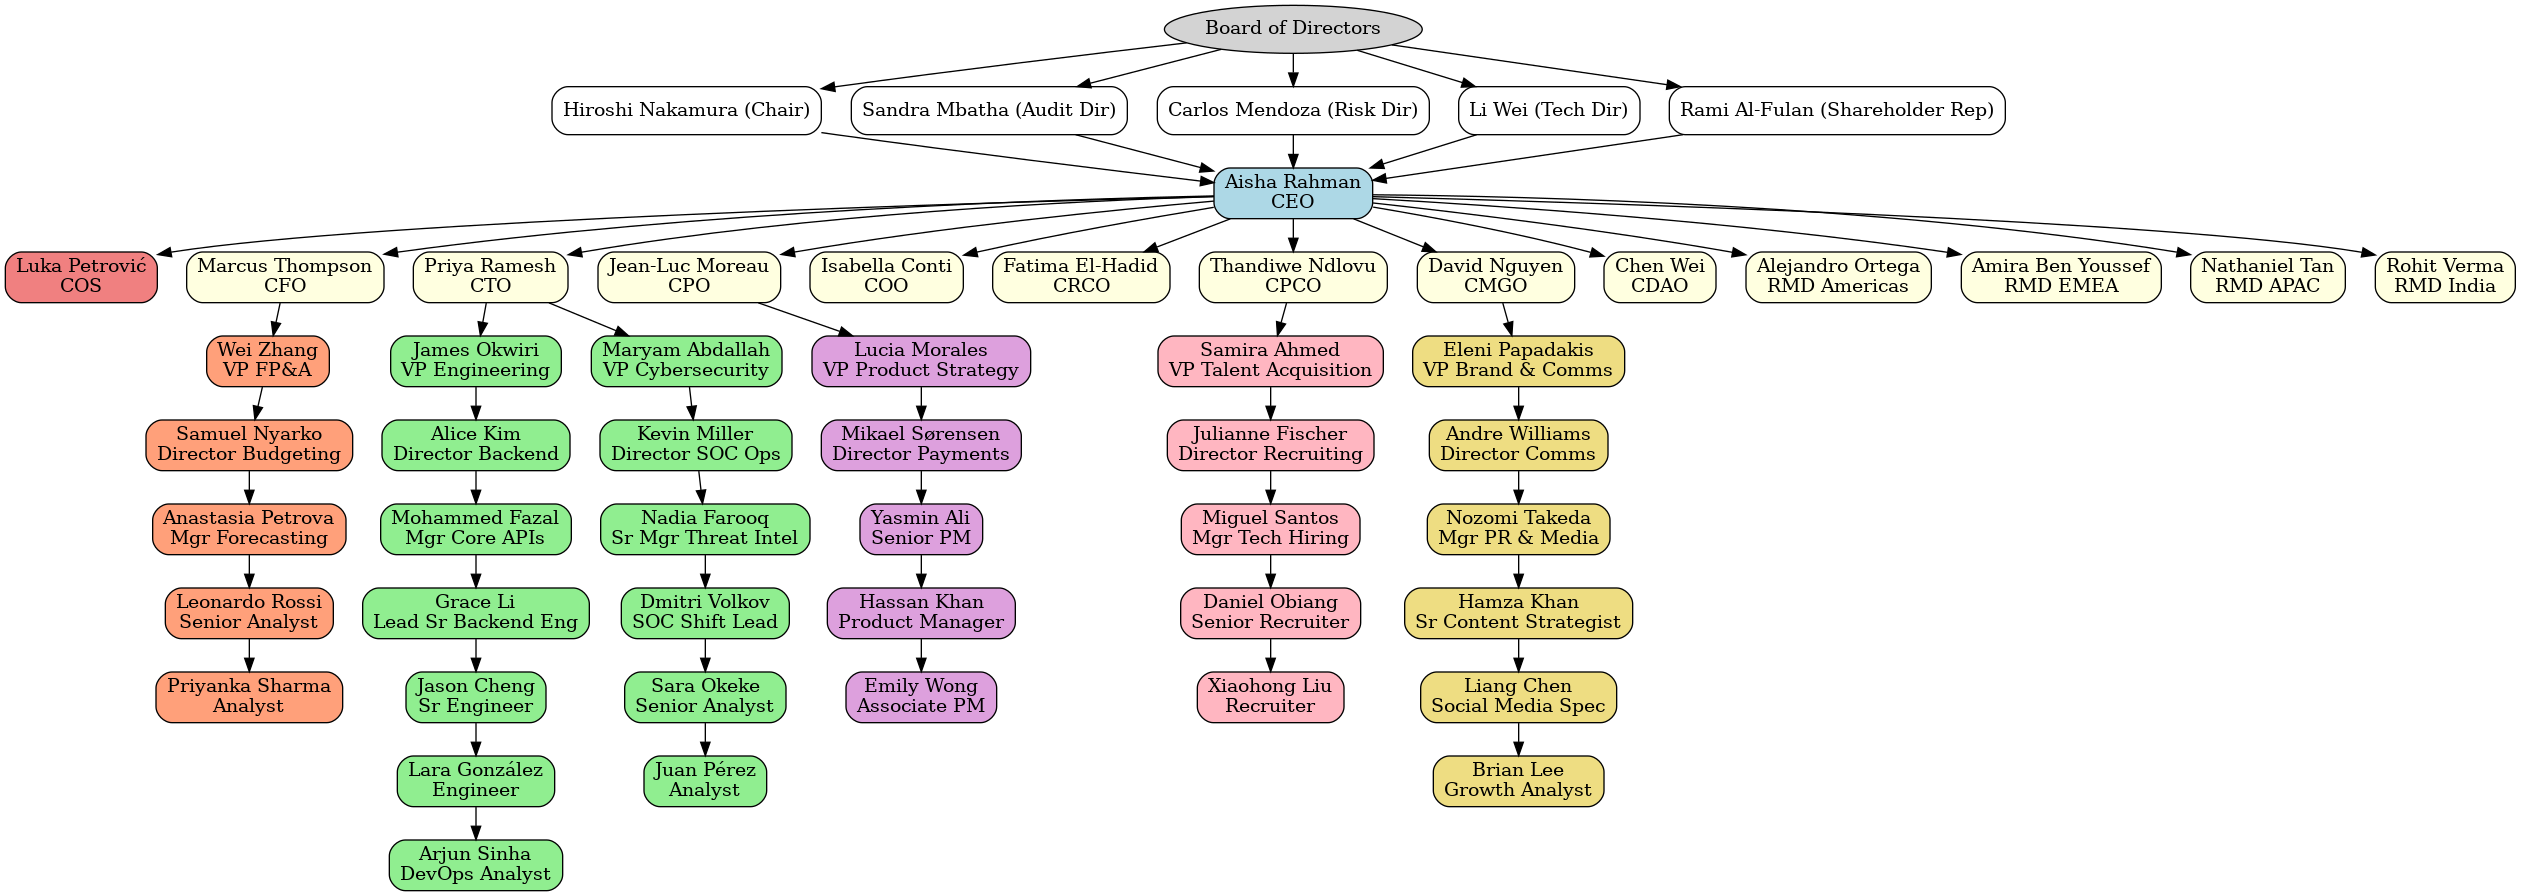 Board of Directors
Hiroshi Nakamura (Chair)
Sandra Mbatha (Audit Dir)
Carlos Mendoza (Risk Dir)
Li Wei (Tech Dir)
Rami Al-Fulan (Shareholder Rep)
Aisha Rahman
CEO
Luka Petrović
COS
Marcus Thompson
CFO
Priya Ramesh
CTO
Jean-Luc Moreau
CPO
Isabella Conti
COO
Fatima El-Hadid
CRCO
Thandiwe Ndlovu
CPCO
David Nguyen
CMGO
Chen Wei
CDAO
Alejandro Ortega
RMD Americas
Amira Ben Youssef
RMD EMEA
Nathaniel Tan
RMD APAC
Rohit Verma
RMD India
Wei Zhang
VP FP&A
James Okwiri
VP Engineering
Maryam Abdallah
VP Cybersecurity
Lucia Morales
VP Product Strategy
Samira Ahmed
VP Talent Acquisition
Eleni Papadakis
VP Brand & Comms
Samuel Nyarko
Director Budgeting
Alice Kim
Director Backend
Kevin Miller
Director SOC Ops
Mikael Sørensen
Director Payments
Julianne Fischer
Director Recruiting
Andre Williams
Director Comms
Anastasia Petrova
Mgr Forecasting
Mohammed Fazal
Mgr Core APIs
Nadia Farooq
Sr Mgr Threat Intel
Yasmin Ali
Senior PM
Miguel Santos
Mgr Tech Hiring
Nozomi Takeda
Mgr PR & Media
Leonardo Rossi
Senior Analyst
Grace Li
Lead Sr Backend Eng
Dmitri Volkov
SOC Shift Lead
Hassan Khan
Product Manager
Daniel Obiang
Senior Recruiter
Hamza Khan
Sr Content Strategist
Priyanka Sharma
Analyst
Jason Cheng
Sr Engineer
Sara Okeke
Senior Analyst
Emily Wong
Associate PM
Xiaohong Liu
Recruiter
Liang Chen
Social Media Spec
Lara González
Engineer
Juan Pérez
Analyst
Brian Lee
Growth Analyst
Arjun Sinha
DevOps Analyst